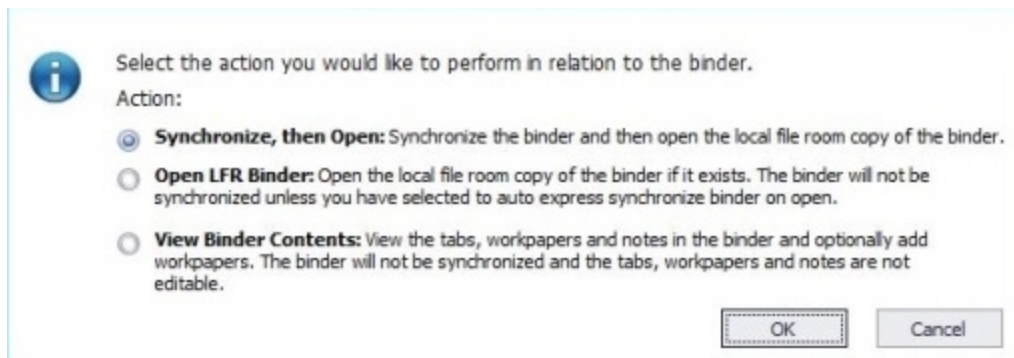 Select the action you would like to perform in relation to the binder.
Action:
Synchronize, then Open: Synchronize the binder and then open the local file room copy of the binder.
Open LFR Binder: Open the local file room copy of the binder if it exists. The binder will not be
synchronized unless you have selected to auto express synchronize binder on open.
View Binder Contents: View the tabs, workpapers and notes in the binder and optionally add
workpapers. The binder will not be synchronized and the tabs, workpapers and notes are not
editable.
OK Cancel